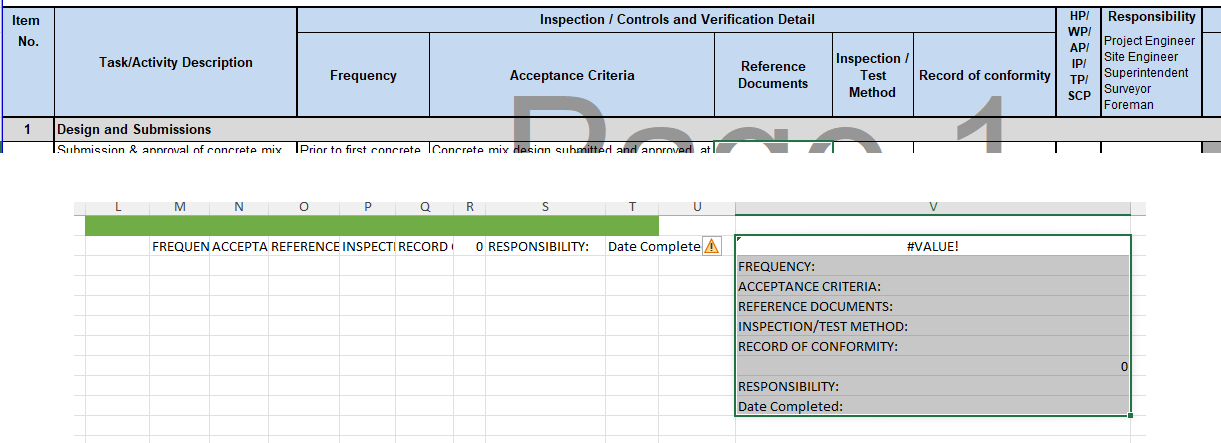 Item No.
Task/Activity Description
Inspection / Controls and Verification Detail
Frequency
Acceptance Criteria
Reference
Documents
Inspection /
Test
Method
Record of conformity
HP/
WP/
AP/
IP/
TP/
SCP
Responsibility
Project Engineer
Site Engineer
Superintendent
Surveyor
Foreman
1 Design and Submissions
Page 1
Submission & approval of concrete mix
Prior to first concrete
Concrete mix design submitted and approved, at
L M N O P Q R S T U V
FREQUEN ACCEPTA REFERENCE INSPECTI RECORD 0 RESPONSIBILITY: Date Complete
#VALUE!
FREQUENCY:
ACCEPTANCE CRITERIA:
REFERENCE DOCUMENTS:
INSPECTION/TEST METHOD:
RECORD OF CONFORMITY:
0
RESPONSIBILITY:
Date Completed: